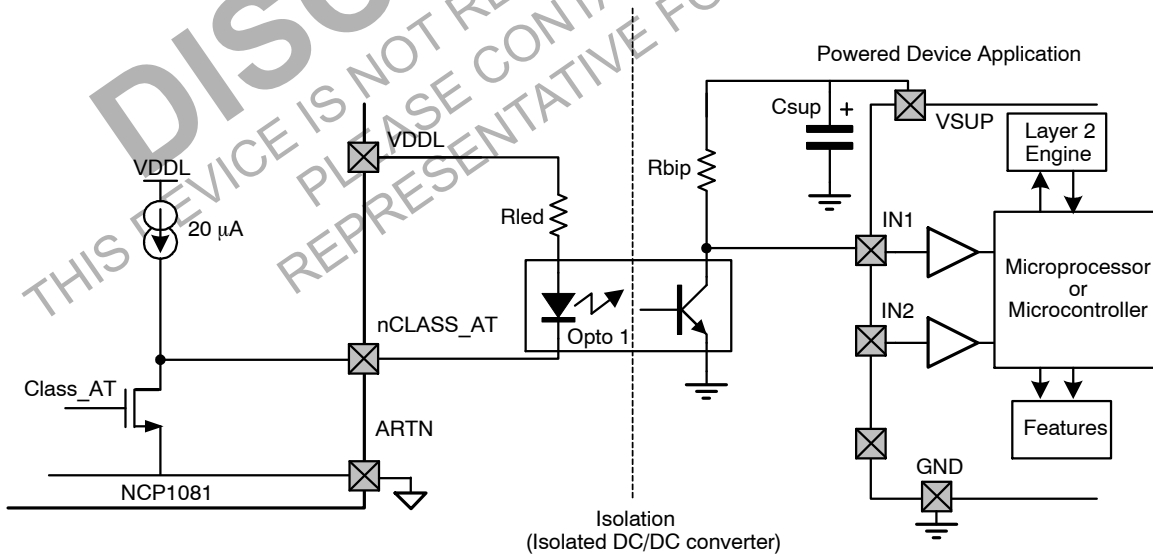 DISC
THIS DEVICE IS NOT RE
PLEASE CONTA
REPRESENTATIVE FO
Powered Device Application
VDDL
20 μA
Class_AT
NCP1081
VDDL
nCLASS_AT
ARTN
Rled
Opto 1
Rbip
Csup
+
VSUP
IN1
IN2
GND
Layer 2
Engine
Microprocessor
or
Microcontroller
Features
Isolation
(Isolated DC/DC converter)